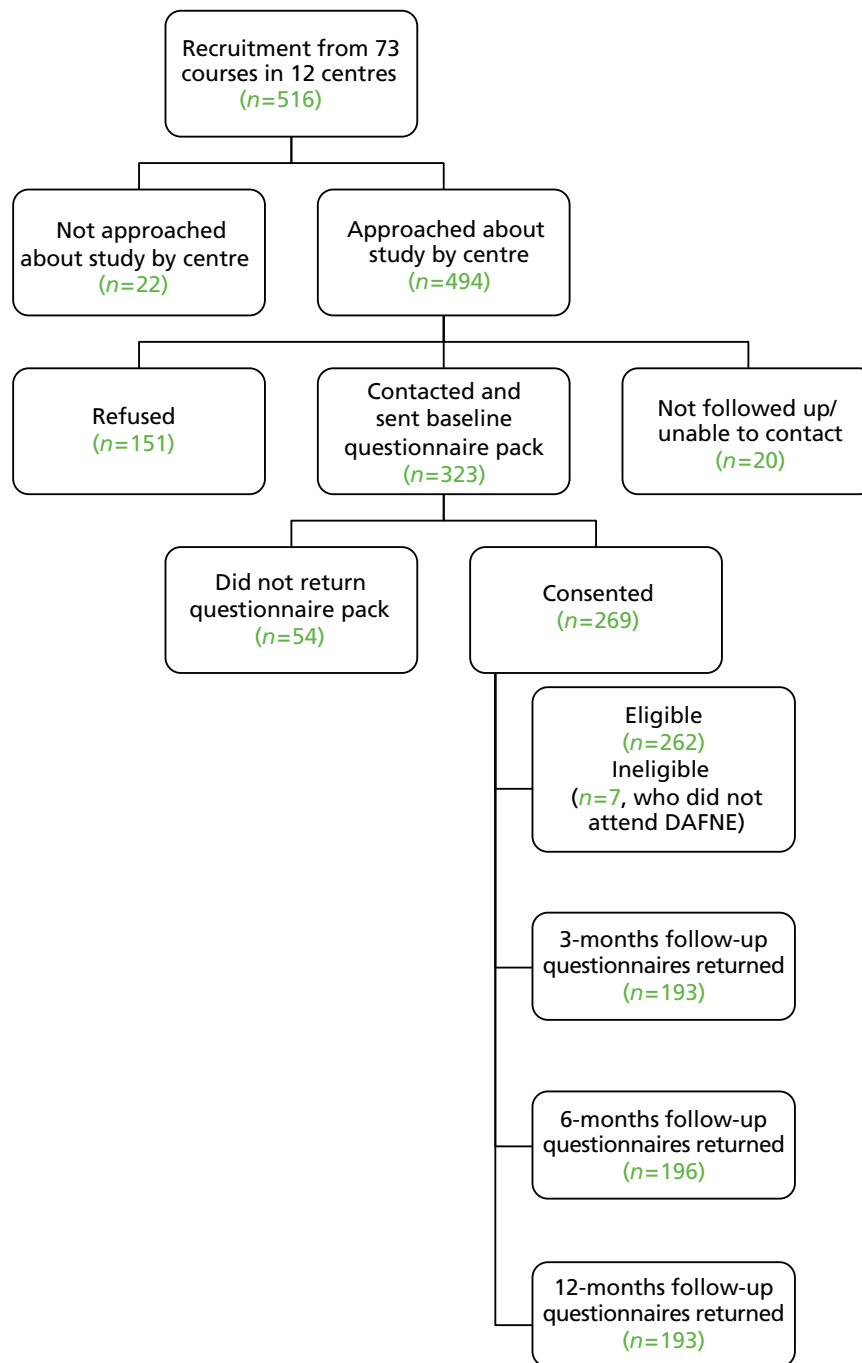 Recruitment from 73
courses in 12 centres
(n=516)
Not approached
about study by centre
(n=22)
Approached about
study by centre
(n=494)
Refused
(n=151)
Contacted and
sent baseline
questionnaire pack
(n=323)
Not followed up/
unable to contact
(n=20)
Did not return
questionnaire pack
(n=54)
Consented
(n=269)
Eligible
(n=262)
Ineligible
(n=7, who did not
attend DAFNE)
3-months follow-up
questionnaires returned
(n=193)
6-months follow-up
questionnaires returned
(n=196)
12-months follow-up
questionnaires returned
(n=193)